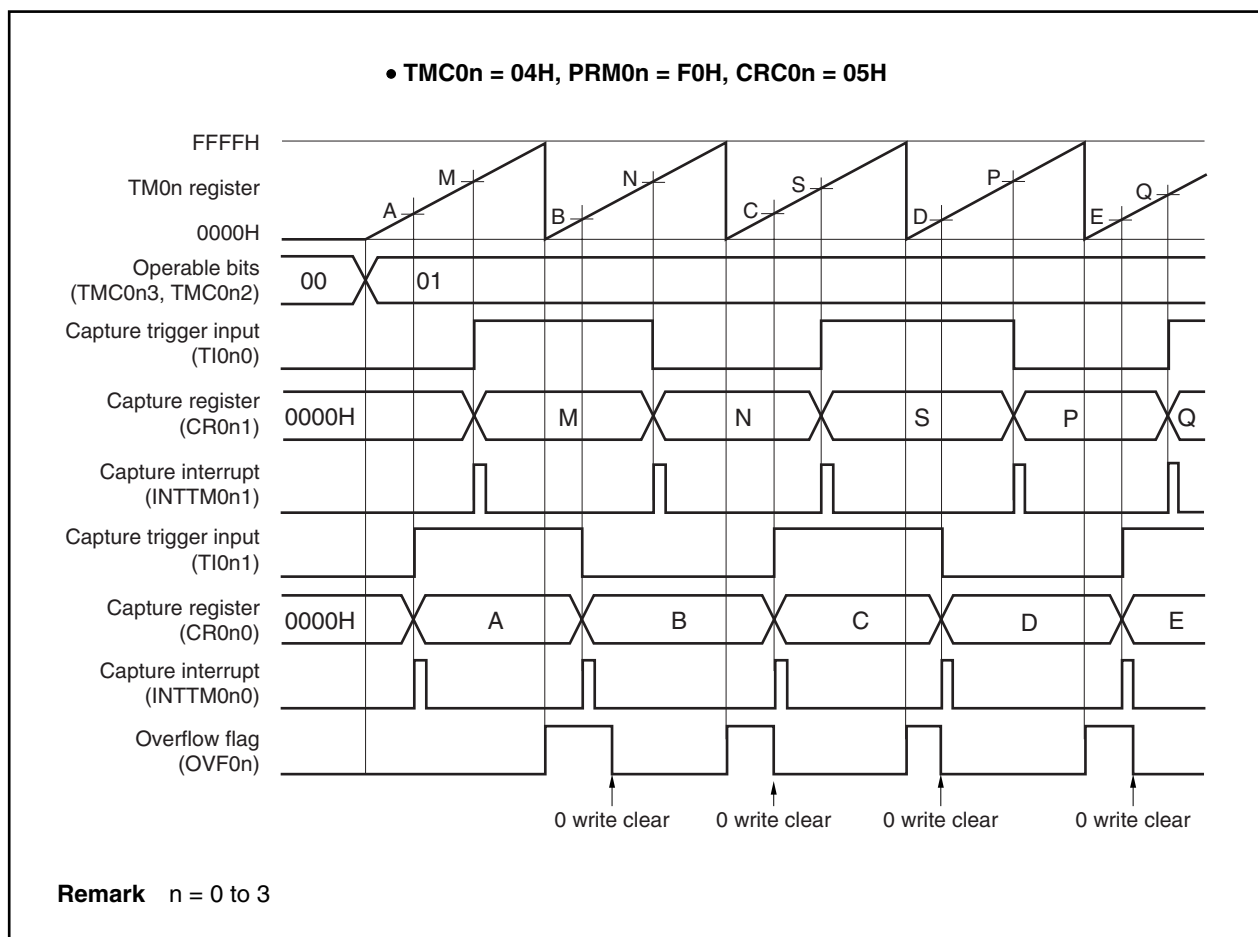 • TMC0n = 04H, PRM0n = F0H, CRC0n = 05H
FFFFH
TM0n register
0000H
M
A
N
B
S
C
P
D
Q
E
Operable bits
(TMC0n3, TMC0n2)
00
01
Capture trigger input
(TI0n0)
Capture register
(CR0n1)
0000H
M
N
S
P
Q
Capture interrupt
(INTTM0n1)
Capture trigger input
(TI0n1)
Capture register
(CR0n0)
0000H
A
B
C
D
E
Capture interrupt
(INTTM0n0)
Overflow flag
(OVF0n)
0 write clear
0 write clear
0 write clear
0 write clear
Remark n = 0 to 3